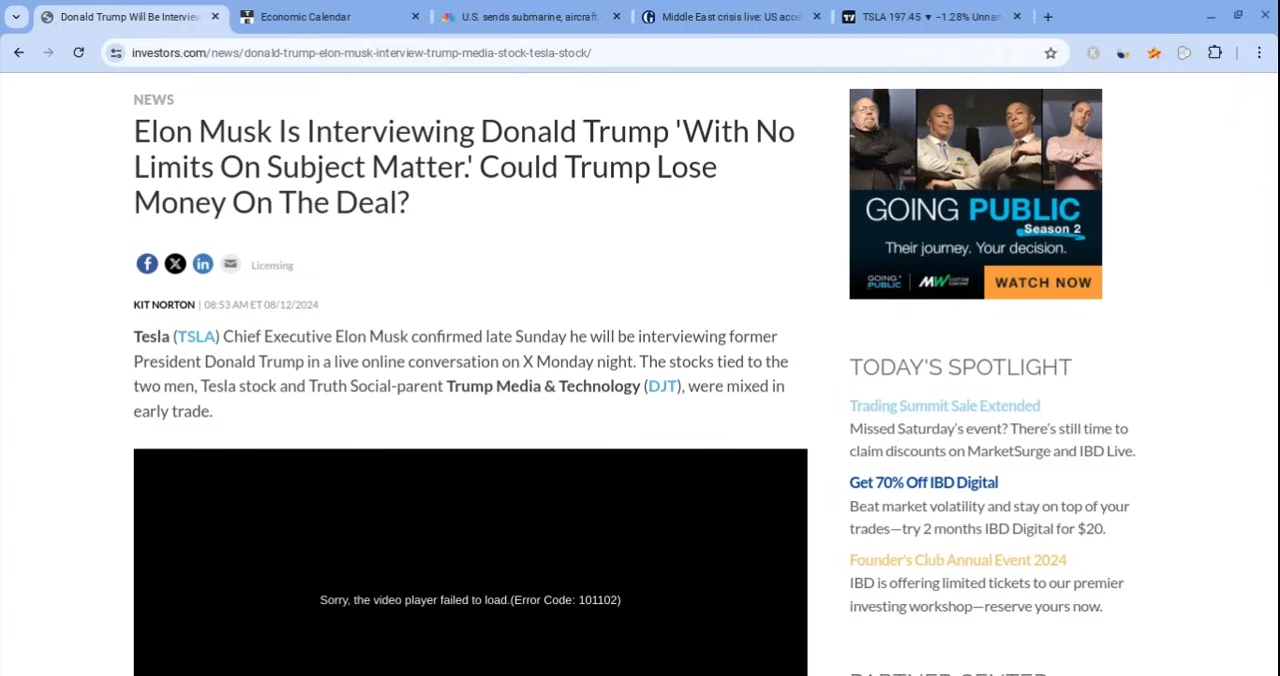 Donald Trump Will Be Interview
Economic Calendar
U.S. sends submarine, aircraft
Middle East crisis live: US acce
TSLA 197.45 ▼ −1.28% Unnam
investors.com/news/donald-trump-elon-musk-interview-trump-media-stock-tesla-stock/
NEWS
Elon Musk Is Interviewing Donald Trump 'With No
Limits On Subject Matter.' Could Trump Lose
Money On The Deal?
Licensing
KIT NORTON | 08:53 AM ET 08/12/2024
Tesla (TSLA) Chief Executive Elon Musk confirmed late Sunday he will be interviewing former
President Donald Trump in a live online conversation on X Monday night. The stocks tied to the
two men, Tesla stock and Truth Social-parent Trump Media & Technology (DJT), were mixed in
early trade.
Sorry, the video player failed to load.(Error Code: 101102)
GOING PUBLIC
Season 2
Their journey. Your decision.
GOING PUBLIC | MW CUSTOM CONTENT
WATCH NOW
TODAY'S SPOTLIGHT
Trading Summit Sale Extended
Missed Saturday's event? There's still time to
claim discounts on MarketSurge and IBD Live.
Get 70% Off IBD Digital
Beat market volatility and stay on top of your
trades—try 2 months IBD Digital for $20.
Founder's Club Annual Event 2024
IBD is offering limited tickets to our premier
investing workshop—reserve yours now.
PARTNER CENTER